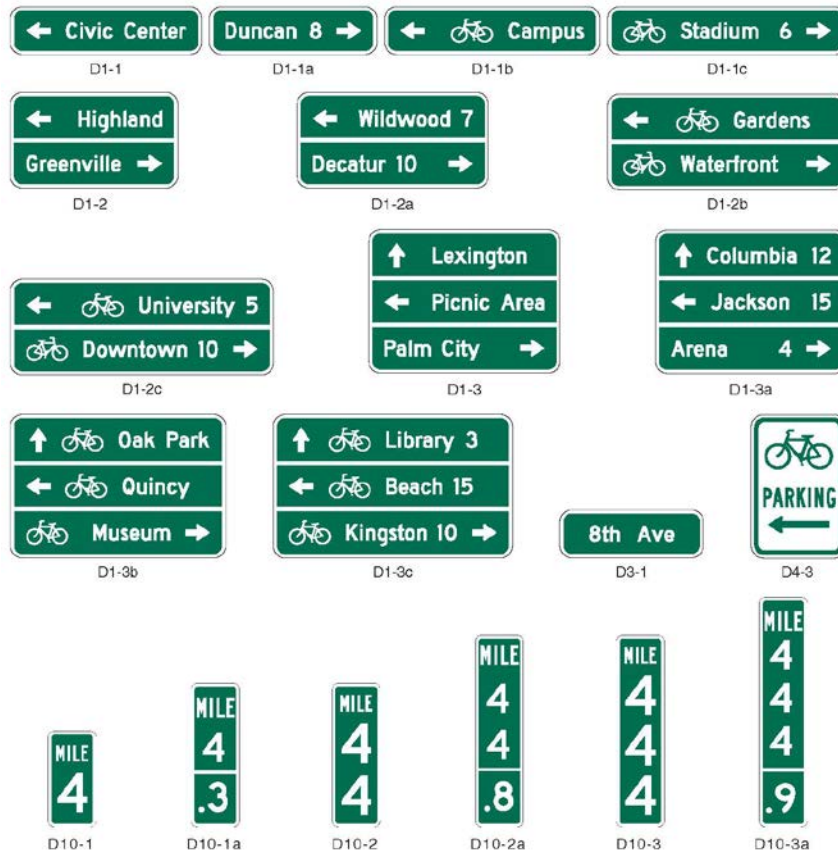 ← Civic Center
Duncan 8 →
← Campus
Stadium 6 →
D1-1
D1-1a
D1-1b
D1-1c
← Highland
Greenville →
D1-2
← Wildwood 7
Decatur 10 →
D1-2a
← Gardens
Waterfront →
D1-2b
← University 5
Downtown 10 →
D1-2c
↑ Lexington
← Picnic Area
Palm City →
D1-3
↑ Columbia 12
← Jackson 15
Arena 4 →
D1-3a
↑ Oak Park
← Quincy
Museum →
D1-3b
↑ Library 3
← Beach 15
Kingston 10 →
D1-3c
8th Ave
D3-1
PARKING
←
D4-3
MILE
4
D10-1
MILE
4
.3
D10-1a
MILE
4
4
D10-2
MILE
4
4
.8
D10-2a
MILE
4
4
4
D10-3
MILE
4
4
4
.9
D10-3a